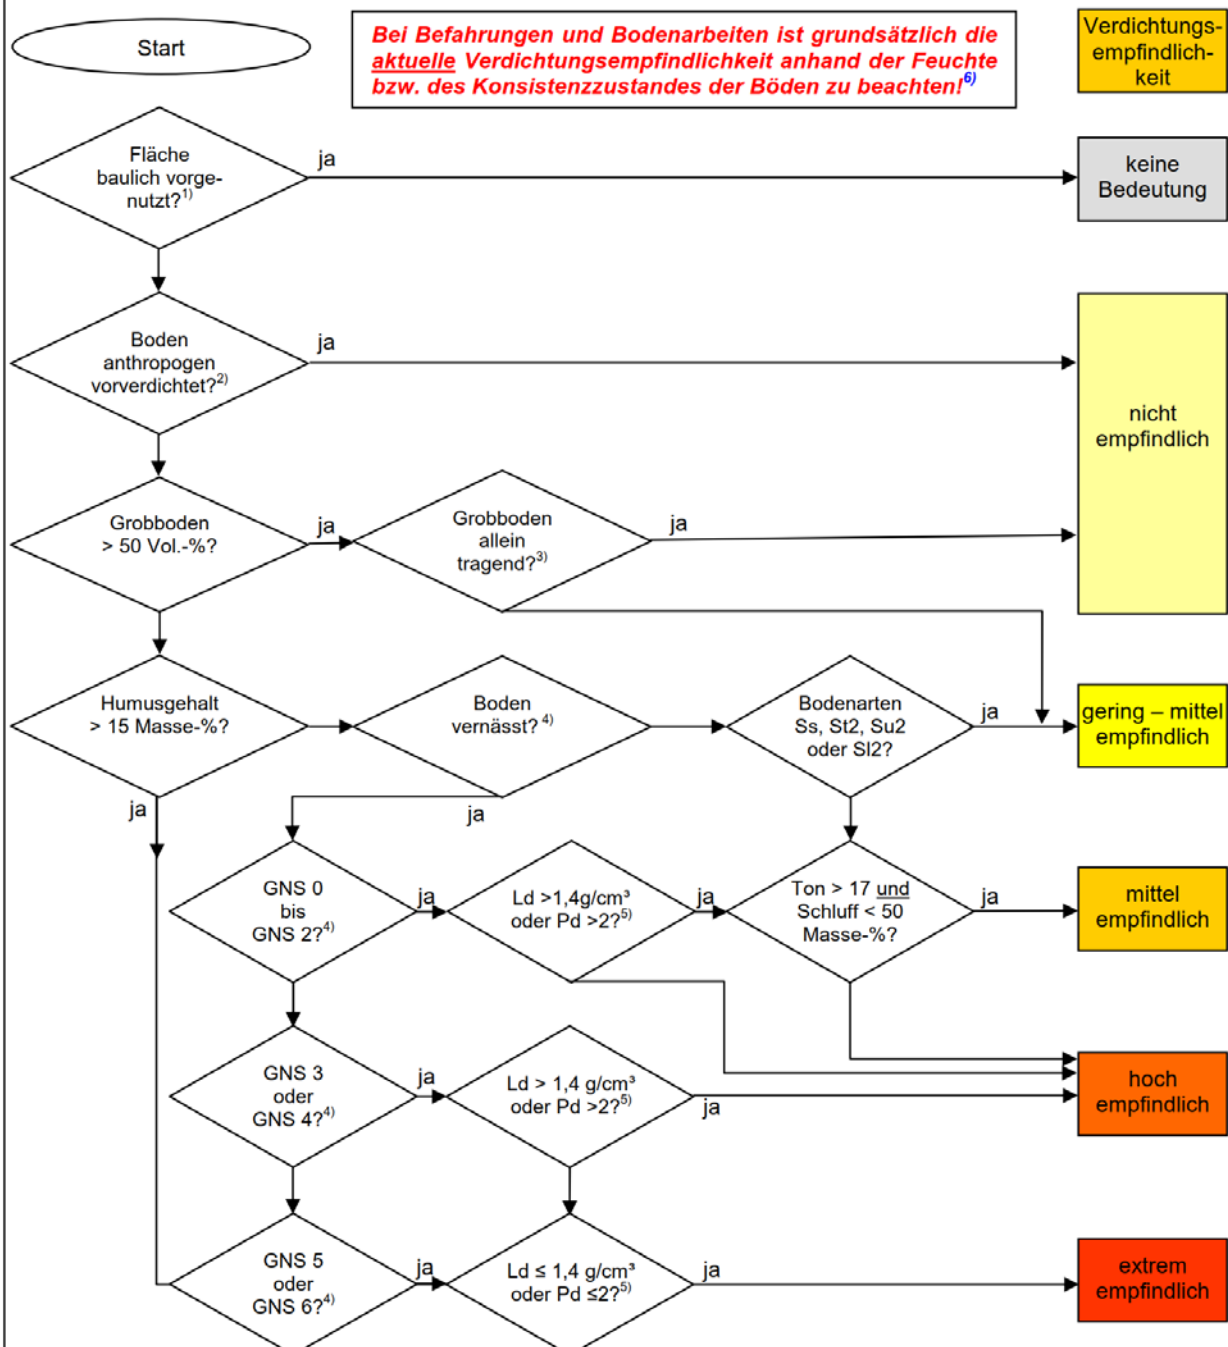 Start
Bei Befahrungen und Bodenarbeiten ist grundsätzlich die
aktuelle Verdichtungsempfindlichkeit anhand der Feuchte
bzw. des Konsistenzzustandes der Böden zu beachten!6)
Verdichtungs-
empfindlich-
keit
Fläche
baulich vorge-
nutzt?1)
ja
keine
Bedeutung
Boden
anthropogen
vorverdichtet?2)
ja
nicht
empfindlich
Grobboden
> 50 Vol.-%?
ja
Grobboden
allein
tragend?3)
ja
Humusgehalt
> 15 Masse-%?
Boden
vernässt? 4)
Bodenarten
Ss, St2, Su2
oder Sl2?
ja
gering – mittel
empfindlich
ja
ja
GNS 0
bis
GNS 2?4)
ja
Ld >1,4g/cm³
oder Pd >2?5)
ja
Ton > 17 und
Schluff < 50
Masse-%?
ja
mittel
empfindlich
GNS 3
oder
GNS 4?4)
ja
Ld > 1,4 g/cm³
oder Pd >2?5)
ja
hoch
empfindlich
GNS 5
oder
GNS 6?4)
ja
Ld ≤ 1,4 g/cm³
oder Pd ≤2?5)
ja
extrem
empfindlich